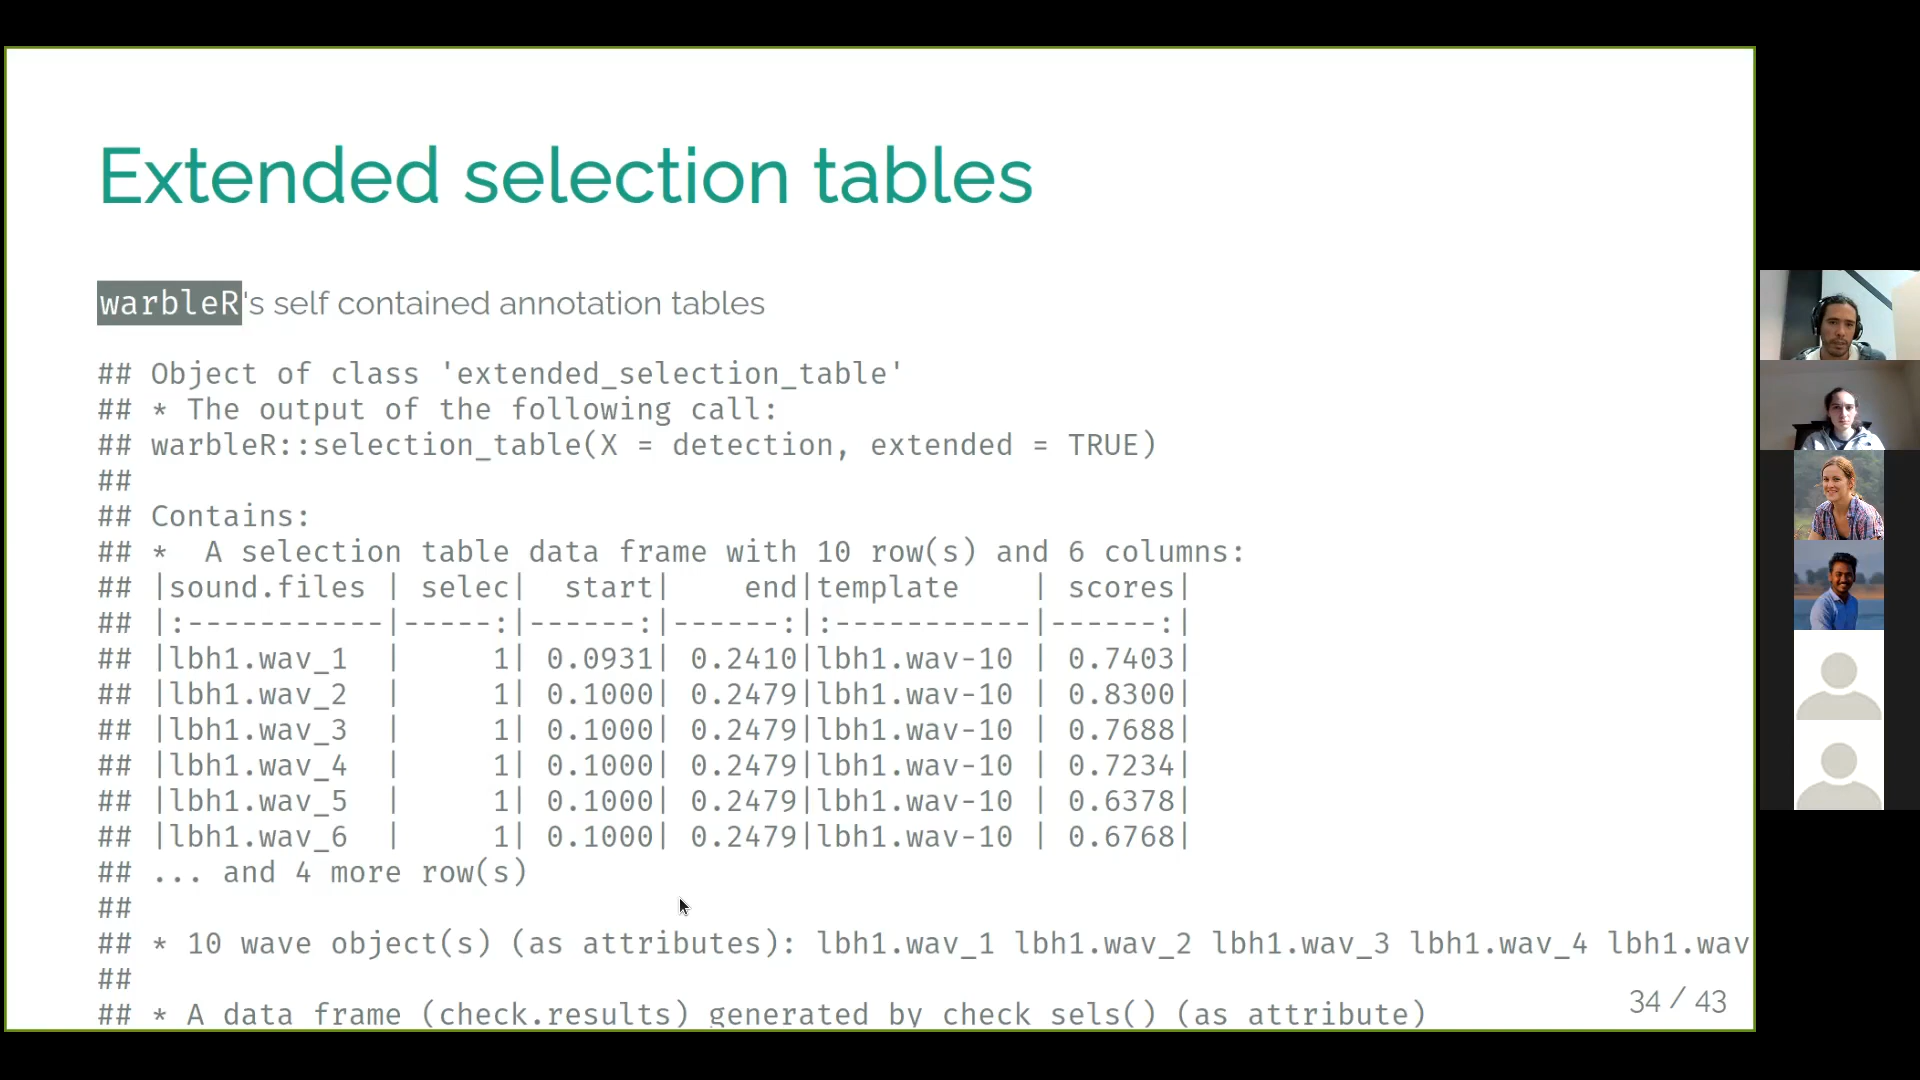 Extended selection tables
warbleR's self contained annotation tables
## Object of class 'extended_selection_table'
## * The output of the following call:
## warbleR::selection_table(X = detection, extended = TRUE)
##
## Contains:
## *  A selection table data frame with 10 row(s) and 6 columns:
## |sound.files | selec|  start|    end|template    | scores|
## |:-----------|-----:|------:|------:|:-----------|------:|
## |lbh1.wav_1  |     1| 0.0931| 0.2410|lbh1.wav-10 | 0.7403|
## |lbh1.wav_2  |     1| 0.1000| 0.2479|lbh1.wav-10 | 0.8300|
## |lbh1.wav_3  |     1| 0.1000| 0.2479|lbh1.wav-10 | 0.7688|
## |lbh1.wav_4  |     1| 0.1000| 0.2479|lbh1.wav-10 | 0.7234|
## |lbh1.wav_5  |     1| 0.1000| 0.2479|lbh1.wav-10 | 0.6378|
## |lbh1.wav_6  |     1| 0.1000| 0.2479|lbh1.wav-10 | 0.6768|
## ... and 4 more row(s)
##
## * 10 wave object(s) (as attributes): lbh1.wav_1 lbh1.wav_2 lbh1.wav_3 lbh1.wav_4 lbh1.wav
##
## * A data frame (check.results) generated by check_sels() (as attribute)
34 / 43